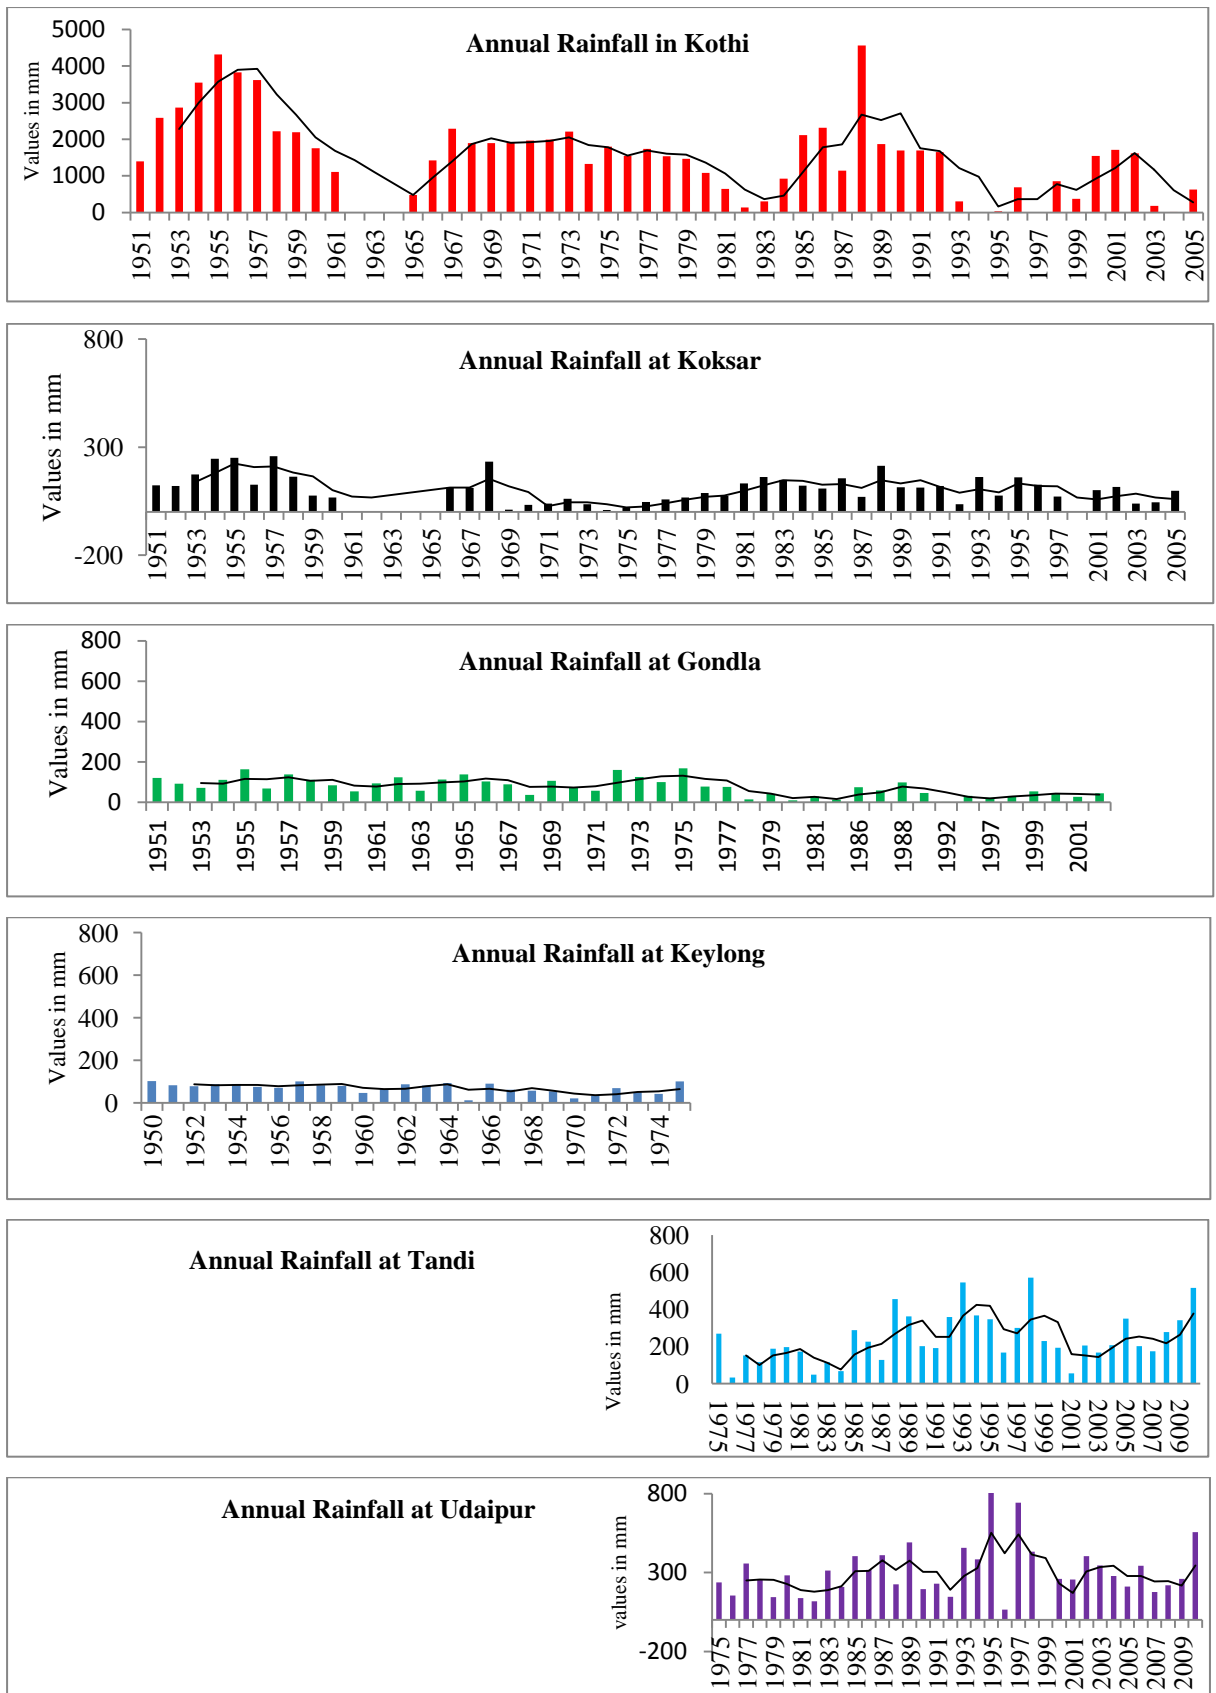 Annual Rainfall in Kothi
Values in mm
5000
4000
3000
2000
1000
0
1951 1953 1955 1957 1959 1961 1963 1965 1967 1969 1971 1973 1975 1977 1979 1981 1983 1985 1987 1989 1991 1993 1995 1997 1999 2001 2003 2005
Annual Rainfall at Koksar
Values in mm
800
300
-200
1951 1953 1955 1957 1959 1961 1963 1965 1967 1969 1971 1973 1975 1977 1979 1981 1983 1985 1987 1989 1991 1993 1995 1997 2001 2003 2005
Annual Rainfall at Gondla
Values in mm
800
600
400
200
0
1951 1953 1955 1957 1959 1961 1963 1965 1967 1969 1971 1973 1975 1977 1979 1981 1986 1988 1992 1997 1999 2001
Annual Rainfall at Keylong
Values in mm
800
600
400
200
0
1950 1952 1954 1956 1958 1960 1962 1964 1966 1968 1970 1972 1974
Annual Rainfall at Tandi
Values in mm
800
600
400
200
0
1975 1977 1979 1981 1983 1985 1987 1989 1991 1993 1995 1997 1999 2001 2003 2005 2007 2009
Annual Rainfall at Udaipur
values in mm
800
300
-200
1975 1977 1979 1981 1983 1985 1987 1989 1991 1993 1995 1997 1999 2001 2003 2005 2007 2009